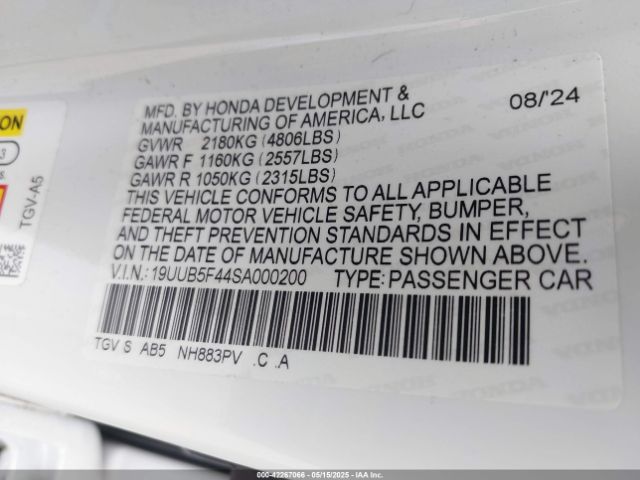 MFD. BY HONDA DEVELOPMENT & 08/'24
MANUFACTURING OF AMERICA, LLC
GVWR 2180KG (4806LBS)
GAWR F 1160KG (2557LBS)
GAWR R 1050KG (2315LBS)
THIS VEHICLE CONFORMS TO ALL APPLICABLE
FEDERAL MOTOR VEHICLE SAFETY, BUMPER,
AND THEFT PREVENTION STANDARDS IN EFFECT
ON THE DATE OF MANUFACTURE SHOWN ABOVE.
V.I.N.: 19UUB5F44SA000200 TYPE: PASSENGER CAR
TGV S AB5 NH883PV .C .A
TGV-A5
000-42267066 - 05/15/2025 - IAA Inc.